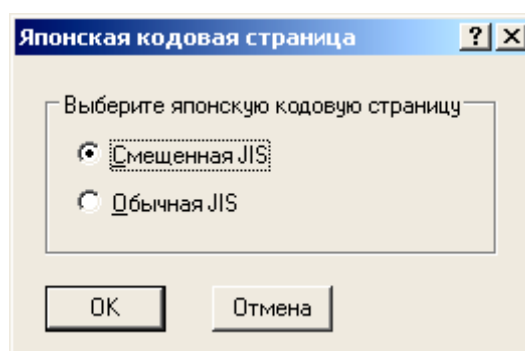 Японская кодовая страница
Выберите японскую кодовую страницу
Смещенная JIS
Обычная JIS
OK
Отмена